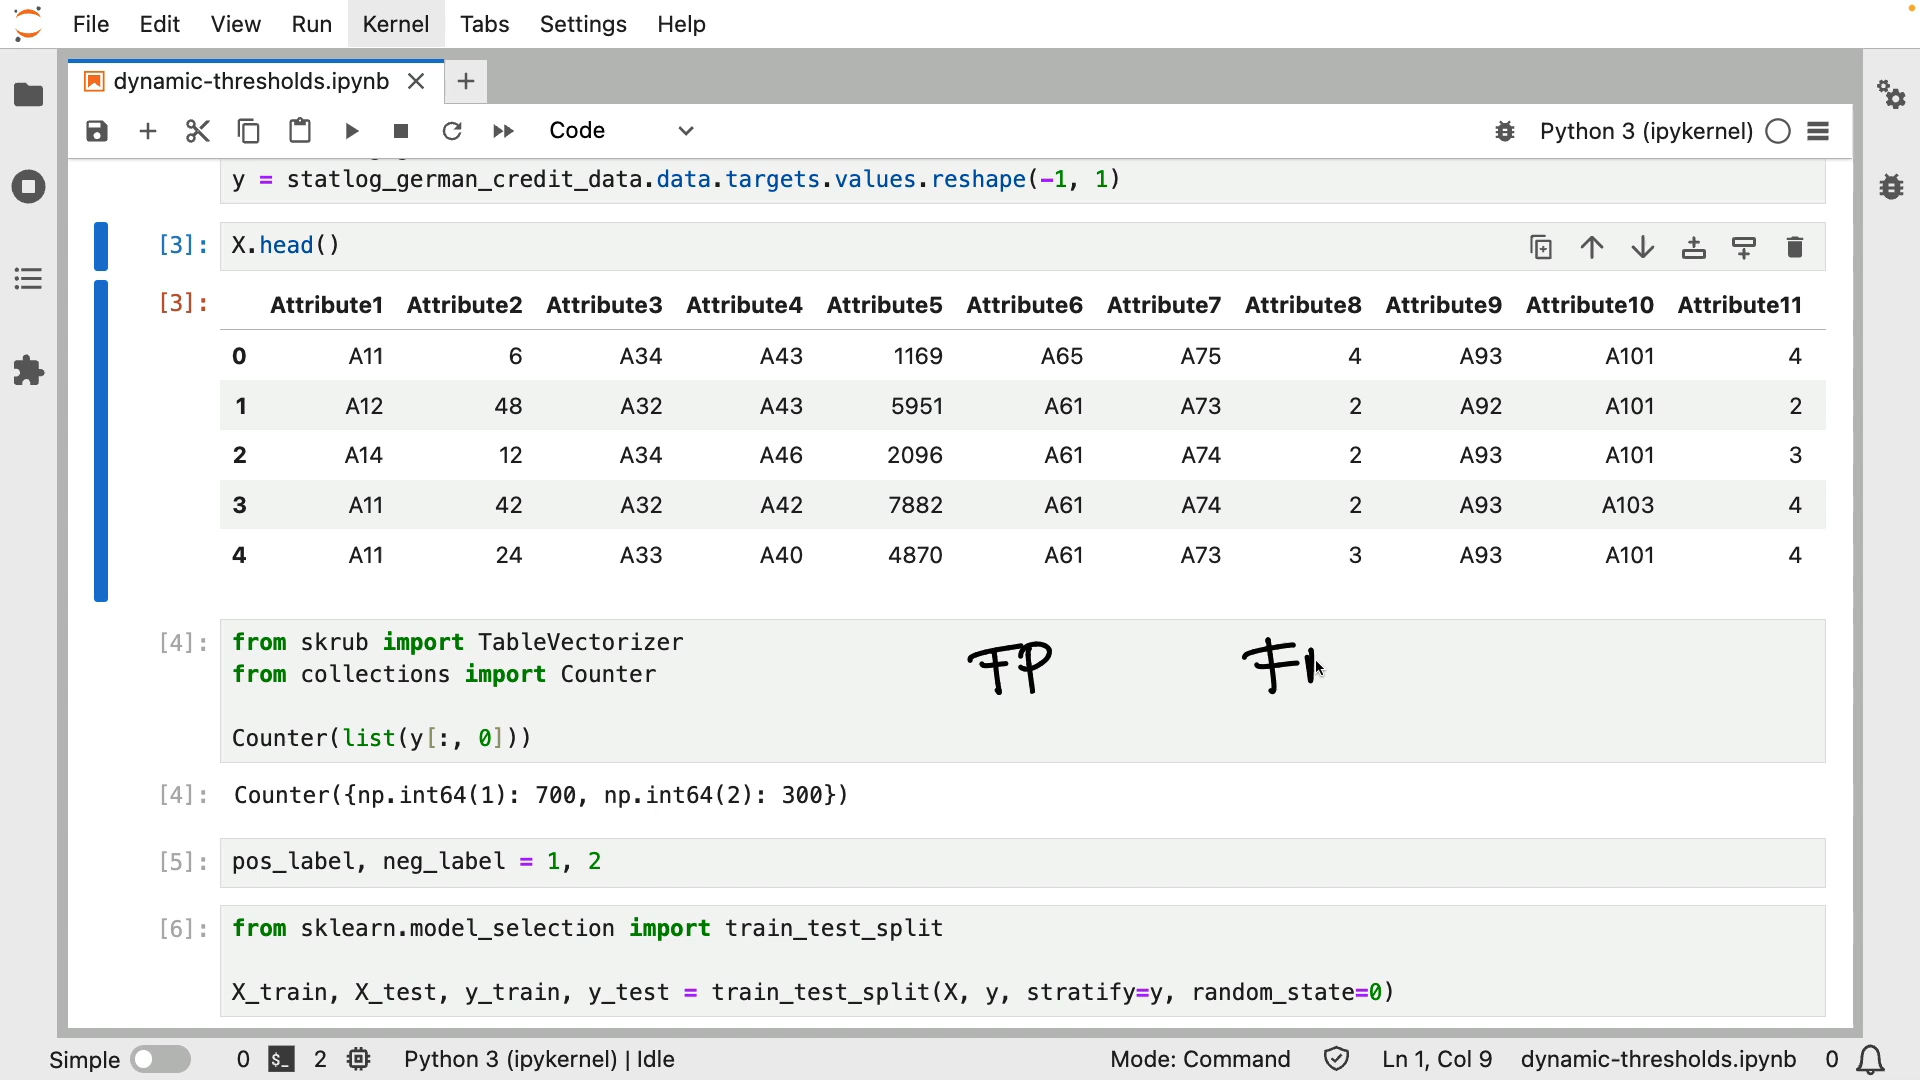 File Edit View Run Kernel Tabs Settings Help
dynamic-thresholds.ipynb
Code Python 3 (ipykernel)
y = statlog_german_credit_data.data.targets.values.reshape(-1, 1)
[3]: X.head()
[3]: Attribute1 Attribute2 Attribute3 Attribute4 Attribute5 Attribute6 Attribute7 Attribute8 Attribute9 Attribute10 Attribute11
0 A11 6 A34 A43 1169 A65 A75 4 A93 A101 4
1 A12 48 A32 A43 5951 A61 A73 2 A92 A101 2
2 A14 12 A34 A46 2096 A61 A74 2 A93 A101 3
3 A11 42 A32 A42 7882 A61 A74 2 A93 A103 4
4 A11 24 A33 A40 4870 A61 A73 3 A93 A101 4
[4]: from skrub import TableVectorizer
from collections import Counter
FP
Counter(list(y[:, 0]))
[4]: Counter({np.int64(1): 700, np.int64(2): 300})
[5]: pos_label, neg_label = 1, 2
[6]: from sklearn.model_selection import train_test_split
X_train, X_test, y_train, y_test = train_test_split(X, y, stratify=y, random_state=0)
Simple 0 $_ 2 Python 3 (ipykernel) | Idle Mode: Command Ln 1, Col 9 dynamic-thresholds.ipynb 0